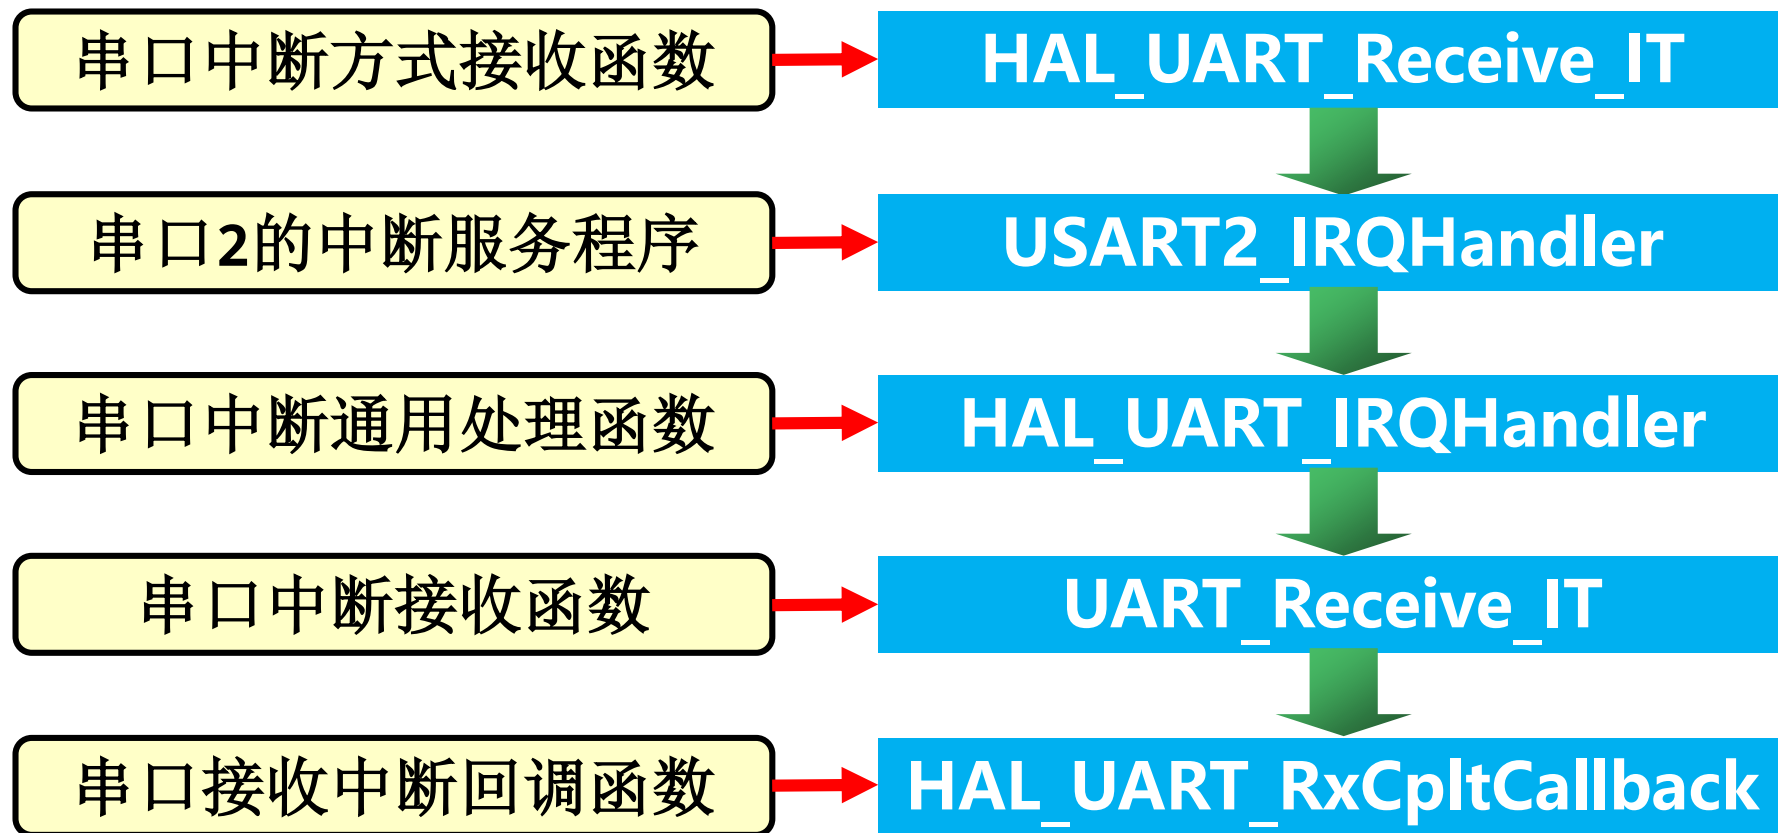 串口中断方式接收函数
HAL_UART_Receive_IT
串口2的中断服务程序
USART2_IRQHandler
串口中断通用处理函数
HAL_UART_IRQHandler
串口中断接收函数
UART_Receive_IT
串口接收中断回调函数
HAL_UART_RxCpltCallback